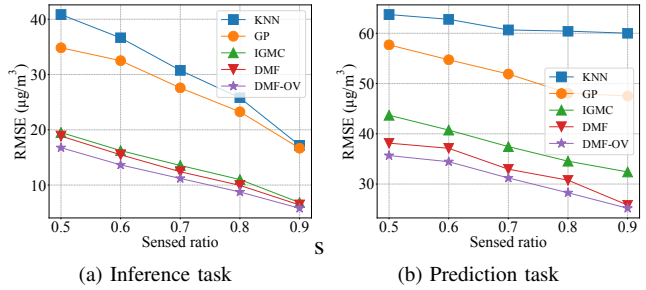 40
30
20
10
RMSE (μg/m³)
KNN
GP
IGMC
DMF
DMF-OV
0.5 0.6 0.7 0.8 0.9
Sensed ratio
(a) Inference task
s
60
50
40
30
RMSE (μg/m³)
KNN
GP
IGMC
DMF
DMF-OV
0.5 0.6 0.7 0.8 0.9
Sensed ratio
(b) Prediction task